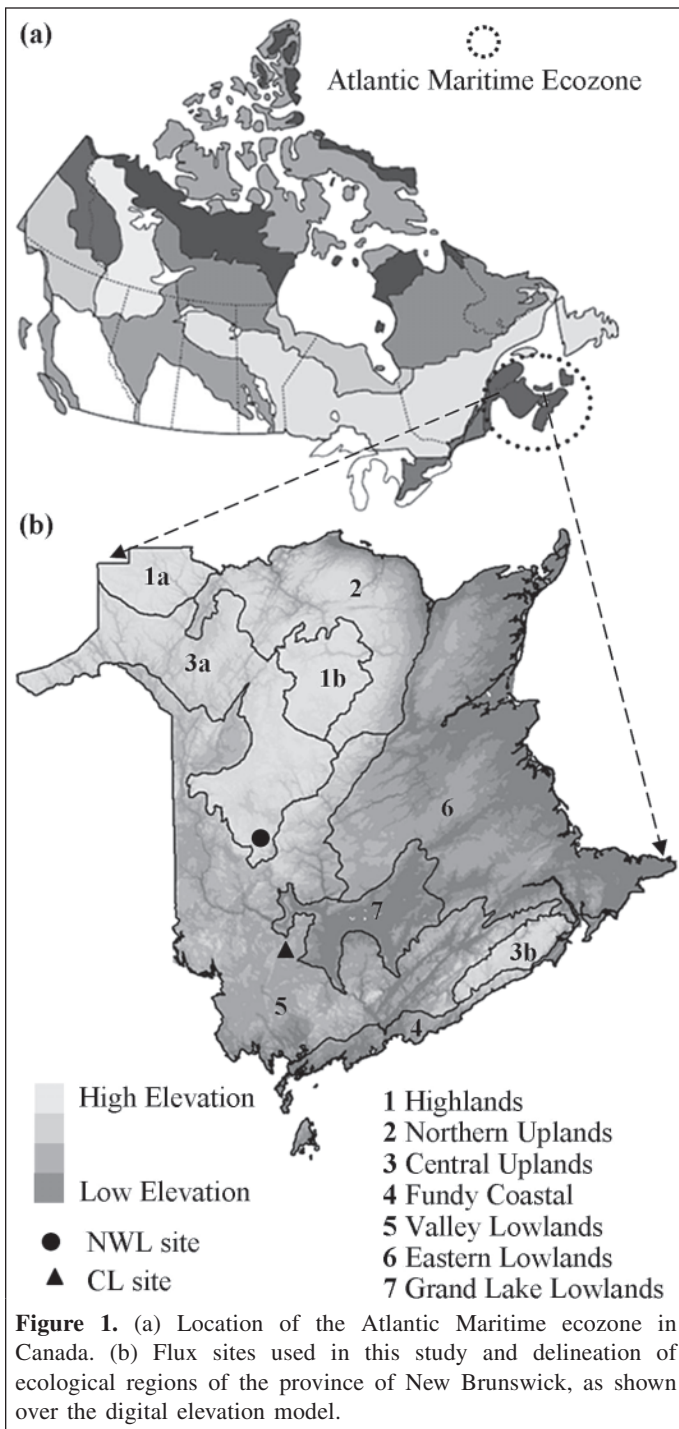 (a)
Atlantic Maritime Ecozone
(b)
1a
2
3a
1b
6
7
3b
5
4
High Elevation
Low Elevation
NWL site
CL site
1 Highlands
2 Northern Uplands
3 Central Uplands
4 Fundy Coastal
5 Valley Lowlands
6 Eastern Lowlands
7 Grand Lake Lowlands
Figure 1. (a) Location of the Atlantic Maritime ecozone in
Canada. (b) Flux sites used in this study and delineation of
ecological regions of the province of New Brunswick, as shown
over the digital elevation model.